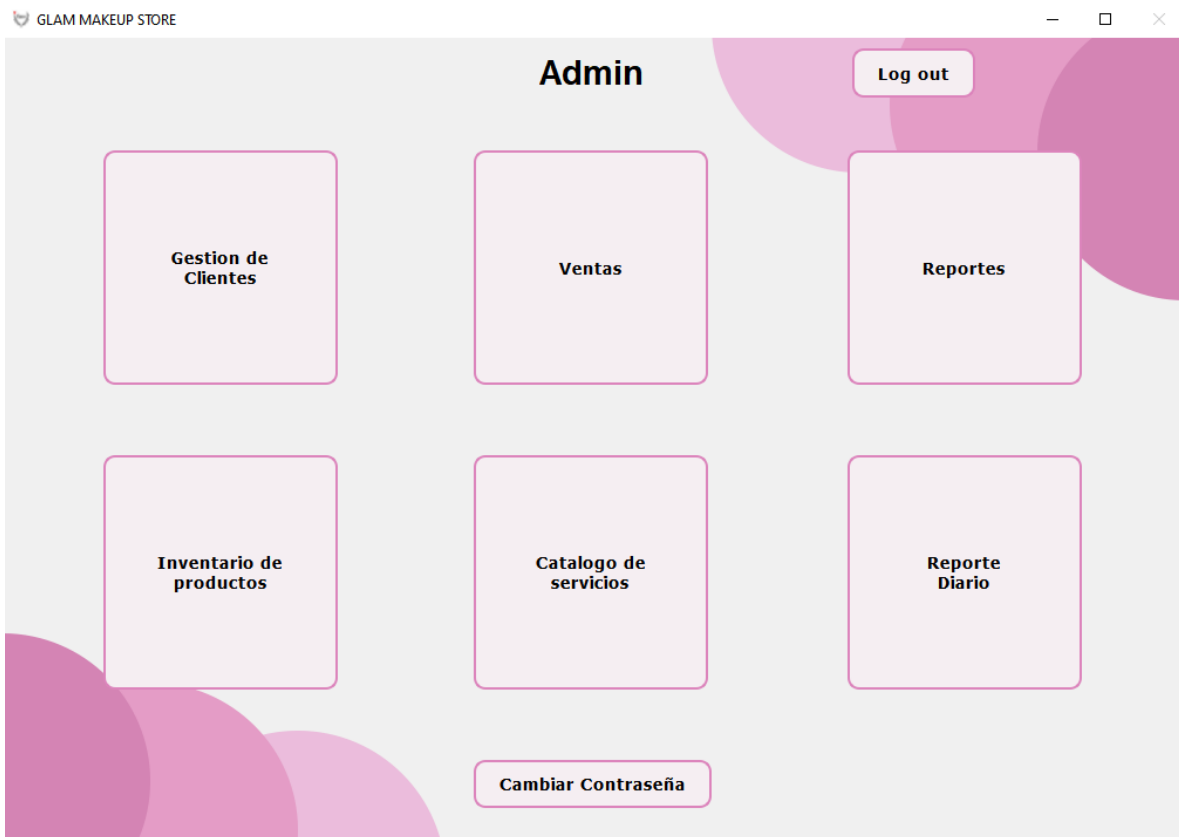 GLAM MAKEUP STORE
Admin
Log out
Gestion de
Clientes
Ventas
Reportes
Inventario de
productos
Catalogo de
servicios
Reporte
Diario
Cambiar Contraseña